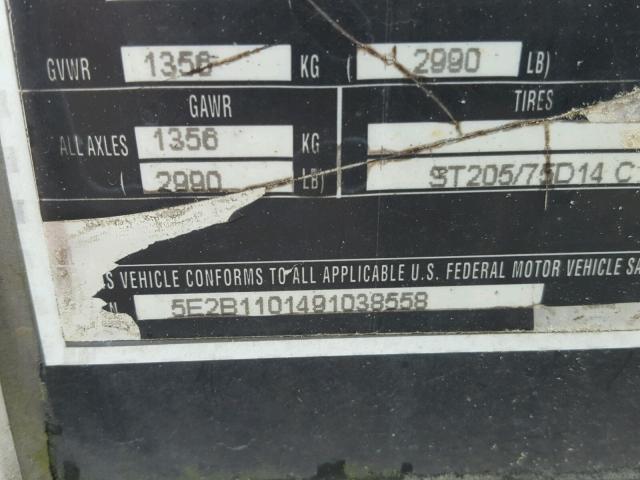 GVWR 1356 KG ( 2990 LB)
GAWR TIRES
ALL AXLES 1356 KG
( 2990 LB) ST205/75D14 C
S VEHICLE CONFORMS TO ALL APPLICABLE U.S. FEDERAL MOTOR VEHICLE SA
N 5E2B1101491038558